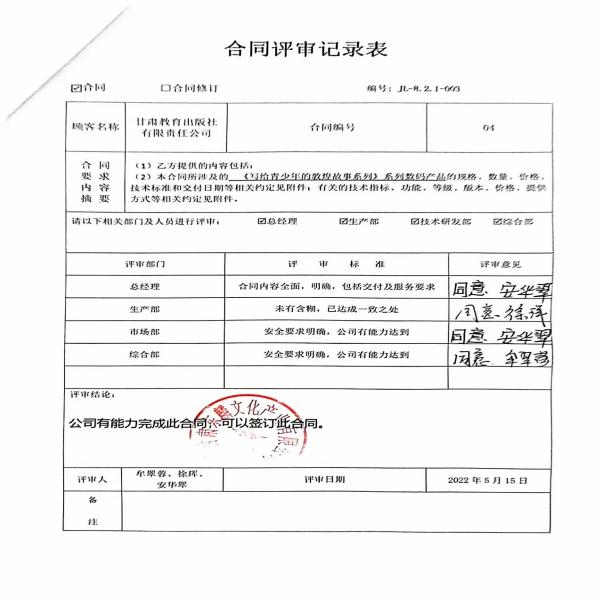 合同评审记录表
☑合同 ☐合同修订 编号：JL-8.2.1-003
顾客名称 甘肃教育出版社有限责任公司 合同编号 04
合同要求内容摘要
（1）乙方提供的内容包括：
（2）本合同所涉及的 《写给青少年的敦煌故事系列》系列数码产品的规格、数量、价格、
技术标准和交付日期等相关约定见附件；有关的技术指标、功能、等级、版本、价格、提供
方式等相关约定见附件。
请以下相关部门及人员进行评审： ☑总经理 ☑生产部 ☑技术研发部 ☑综合部
评审部门 评审标准 评审意见
总经理 合同内容全面，明确，包括交付及服务要求 同意 安华翠
生产部 未有含糊，已达成一致之处 同意 徐珲
市场部 安全要求明确，公司有能力达到 同意 安华翠
综合部 安全要求明确，公司有能力达到 同意 牟翠蓉
评审结论：
公司有能力完成此合同，可以签订此合同。
评审人 牟翠蓉、徐珲、安华翠 评审日期 2022年5月15日
备注